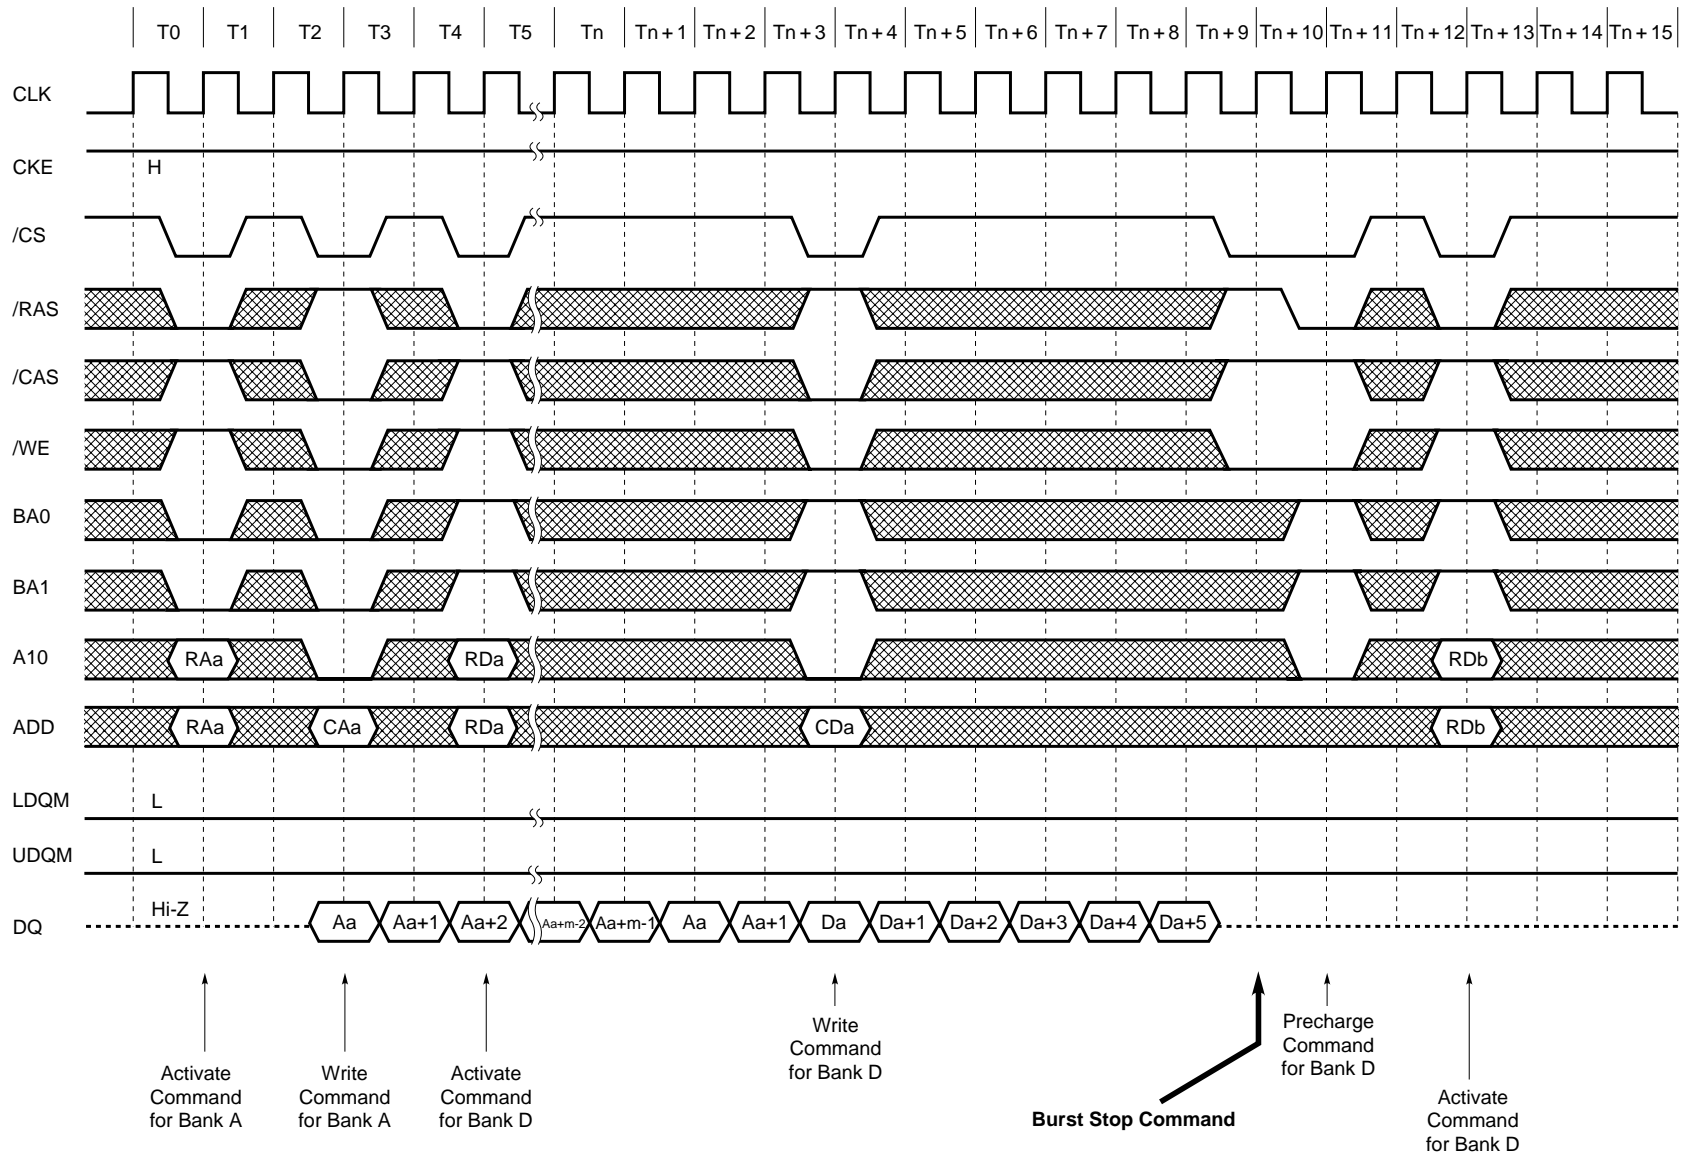 T0 T1 T2 T3 T4 T5 Tn Tn + 1 Tn + 2 Tn + 3 Tn + 4 Tn + 5 Tn + 6 Tn + 7 Tn + 8 Tn + 9 Tn + 10 Tn + 11 Tn + 12 Tn + 13 Tn + 14 Tn + 15
CLK
CKE H
/CS
/RAS
/CAS
/WE
BA0
BA1
A10 RAa RDa RDb
ADD RAa CAa RDa CDa RDb
LDQM L
UDQM L
DQ Hi-Z Aa Aa+1 Aa+2 Aa+m-2 Aa+m-1 Aa Aa+1 Da Da+1 Da+2 Da+3 Da+4 Da+5
Activate
Command
for Bank A
Write
Command
for Bank A
Activate
Command
for Bank D
Write
Command
for Bank D
Burst Stop Command
Precharge
Command
for Bank D
Activate
Command
for Bank D